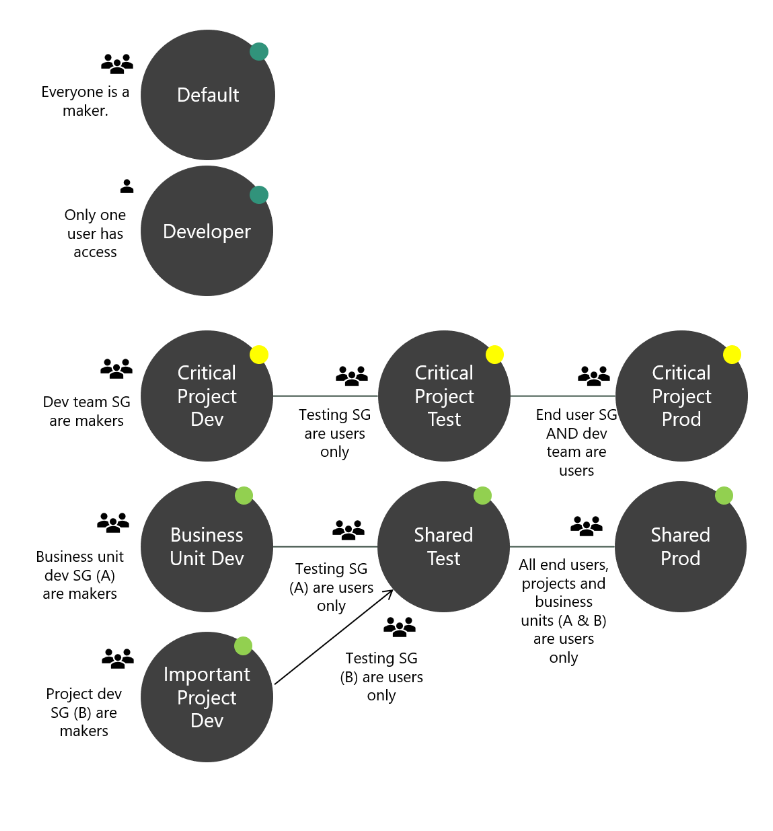 Everyone is a
maker.
Default
Only one
user has
access
Developer
Dev team SG
are makers
Critical
Project
Dev
Testing SG
are users
only
Critical
Project
Test
End user SG
AND dev
team are
users
Critical
Project
Prod
Business unit
dev SG (A)
are makers
Business
Unit Dev
Testing SG
(A) are users
only
Shared
Test
All end users,
projects and
business
units (A & B)
are users
only
Shared
Prod
Project dev
SG (B) are
makers
Important
Project
Dev
Testing SG
(B) are users
only